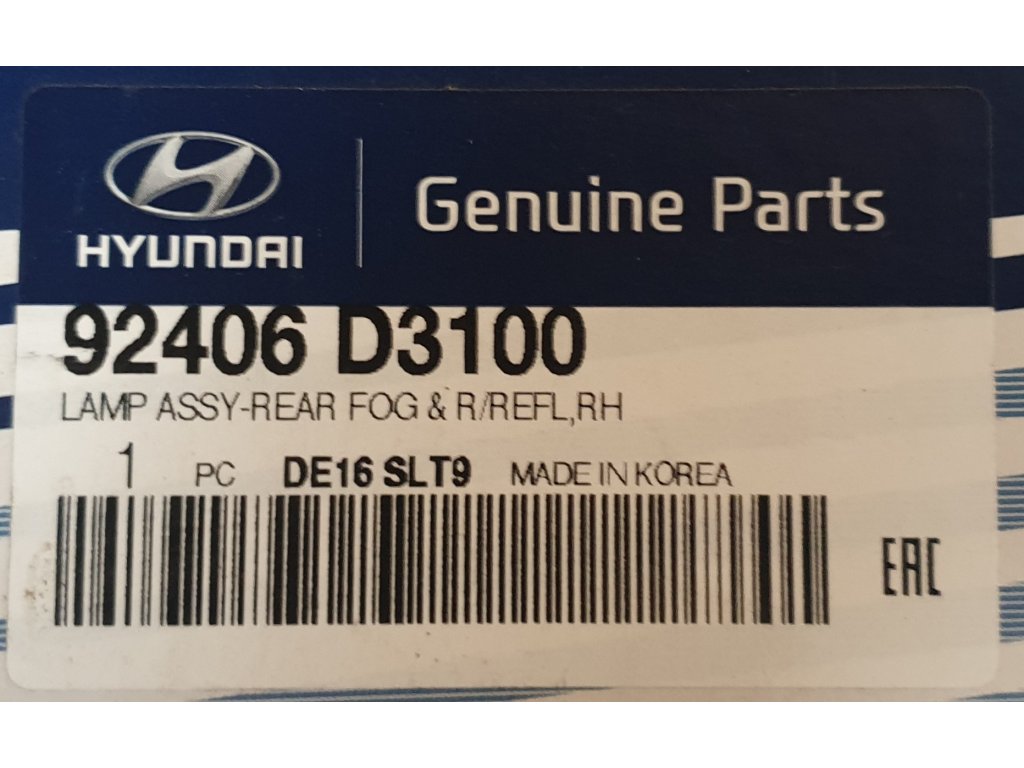 HYUNDAI
Genuine Parts
92406 D3100
LAMP ASSY-REAR FOG & R/REFL,RH
1 PC DE16 SLT9 MADE IN KOREA
EAC